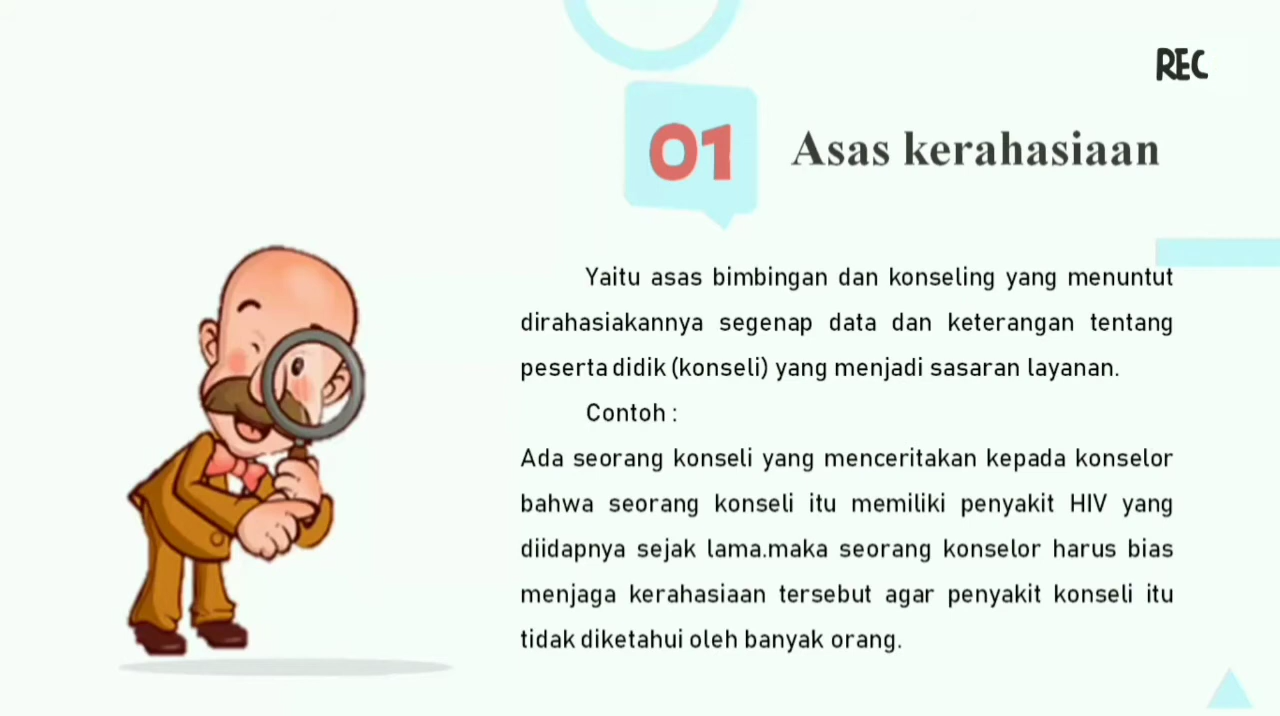 REC
01
Asas kerahasiaan
Yaitu asas bimbingan dan konseling yang menuntut
dirahasiakannya segenap data dan keterangan tentang
peserta didik (konseli) yang menjadi sasaran layanan.
Contoh :
Ada seorang konseli yang menceritakan kepada konselor
bahwa seorang konseli itu memiliki penyakit HIV yang
diidapnya sejak lama.maka seorang konselor harus bias
menjaga kerahasiaan tersebut agar penyakit konseli itu
tidak diketahui oleh banyak orang.